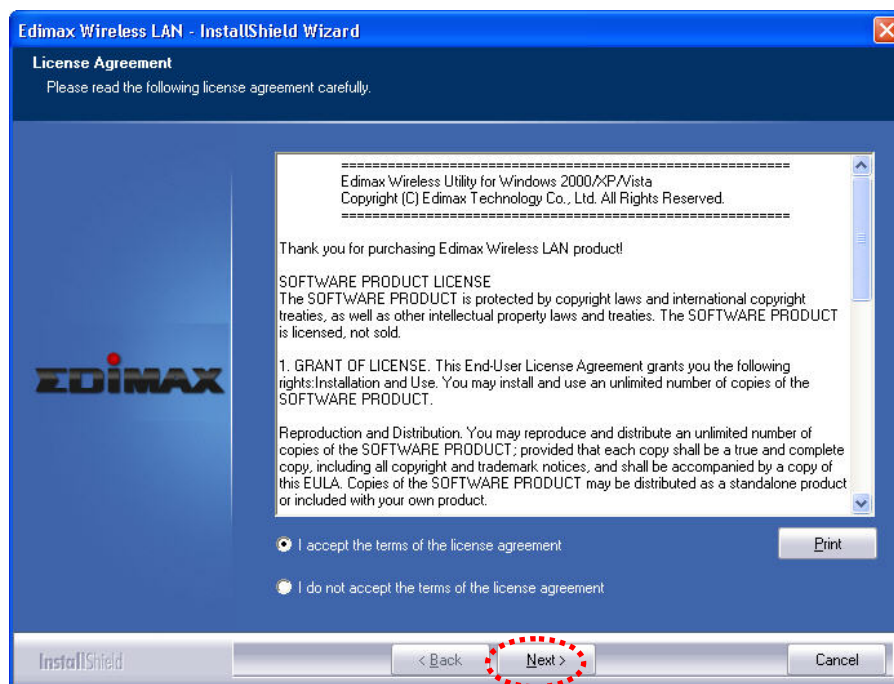 Edimax Wireless LAN - InstallShield Wizard
License Agreement
Please read the following license agreement carefully.
==========================================================
Edimax Wireless Utility for Windows 2000/XP/Vista
Copyright (C) Edimax Technology Co., Ltd. All Rights Reserved.
==========================================================
Thank you for purchasing Edimax Wireless LAN product!
SOFTWARE PRODUCT LICENSE
The SOFTWARE PRODUCT is protected by copyright laws and international copyright
treaties, as well as other intellectual property laws and treaties. The SOFTWARE PRODUCT
is licensed, not sold.
1. GRANT OF LICENSE. This End-User License Agreement grants you the following
rights:Installation and Use. You may install and use an unlimited number of copies of the
SOFTWARE PRODUCT.
Reproduction and Distribution. You may reproduce and distribute an unlimited number of
copies of the SOFTWARE PRODUCT; provided that each copy shall be a true and complete
copy, including all copyright and trademark notices, and shall be accompanied by a copy of
this EULA. Copies of the SOFTWARE PRODUCT may be distributed as a standalone product
or included with your own product.
EDIMAX
I accept the terms of the license agreement
Print
I do not accept the terms of the license agreement
InstallShield
< Back
Next >
Cancel